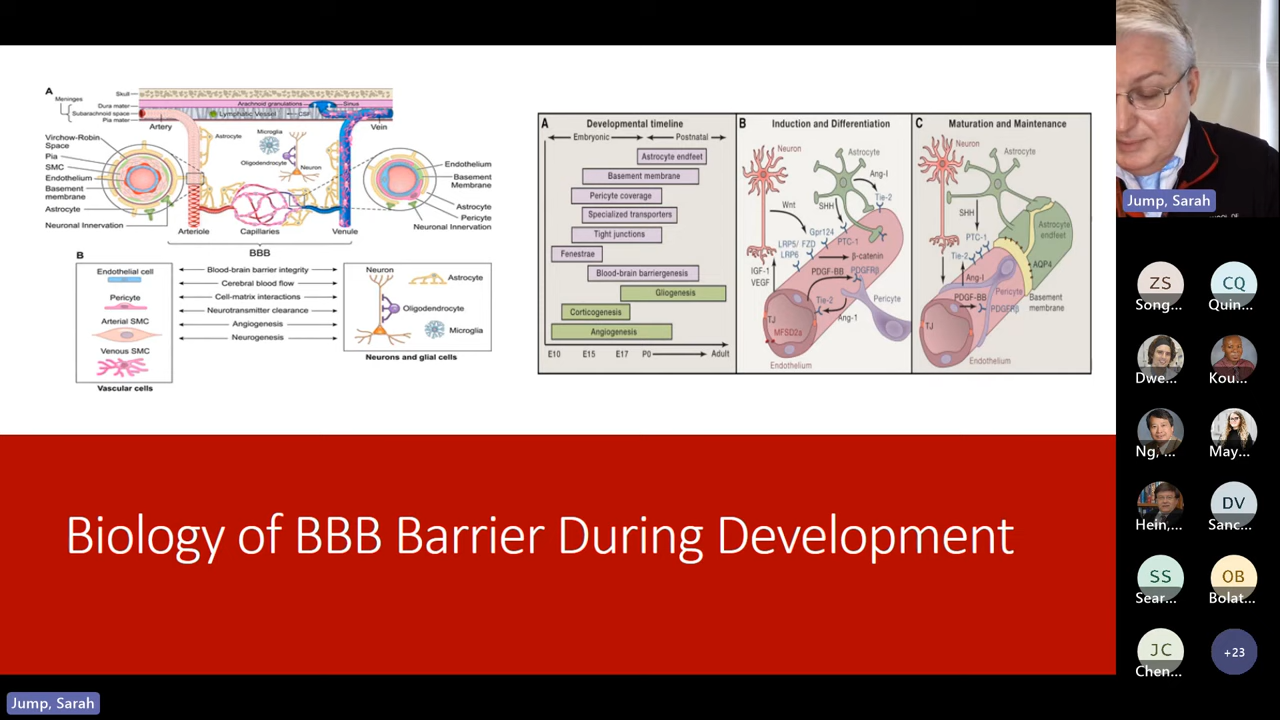 A
Skull
Meninges
Dura mater
Subarachnoid space
Pia mater
Arachnoid granulations
Sinus
Lymphatic Vessel
CSF
Artery
Vein
Virchow-Robin
Space
Pia
SMC
Endothelium
Basement
membrane
Astrocyte
Neuronal Innervation
Astrocyte
Microglia
Oligodendrocyte
Neuron
Endothelium
Basement
Membrane
Astrocyte
Pericyte
Neuronal Innervation
Arteriole
Capillaries
Venule
BBB
B
Endothelial cell
Pericyte
Arterial SMC
Venous SMC
Vascular cells
Blood-brain barrier integrity
Cerebral blood flow
Cell-matrix interactions
Neurotransmitter clearance
Angiogenesis
Neurogenesis
Neuron
Astrocyte
Oligodendrocyte
Microglia
Neurons and glial cells
A
Developmental timeline
Embryonic
Postnatal
Astrocyte endfeet
Basement membrane
Pericyte coverage
Specialized transporters
Tight junctions
Fenestrae
Blood-brain barriergenesis
Gliogenesis
Corticogenesis
Angiogenesis
E10 E15 E17 P0 Adult
B
Induction and Differentiation
Neuron
Astrocyte
Ang-I
Tie-2
Wnt
SHH
Gpr124
LRP5/ FZD
LRP6
PTC-1
β-catenin
IGF-1
VEGF
PDGF-BB PDGFRβ
Tie-2
Ang-1
Pericyte
TJ
MFSD2a
Endothelium
C
Maturation and Maintenance
Neuron
Astrocyte
SHH
PTC-1
Tie-2
Ang-I
Astrocyte
endfeet
AQP4
Pericyte
Basement
membrane
PDGF-BB
PDGFRβ
TJ
Endothelium
Biology of BBB Barrier During Development
Jump, Sarah
Jump, Sarah
ZS
Song...
CQ
Quin...
Dwe...
Kou...
Ng, ...
May...
Hein,...
DV
Sanc...
SS
Sear...
OB
Bolat...
JC
Chen...
+23